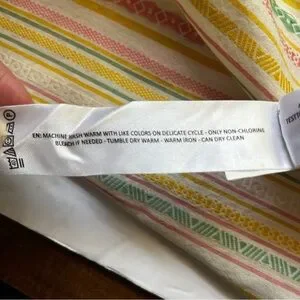 EN: MACHINE WASH WARM WITH LIKE COLORS ON DELICATE CYCLE - ONLY NON-CHLORINE
BLEACH IF NEEDED - TUMBLE DRY WARM - WARM IRON - CAN DRY CLEAN